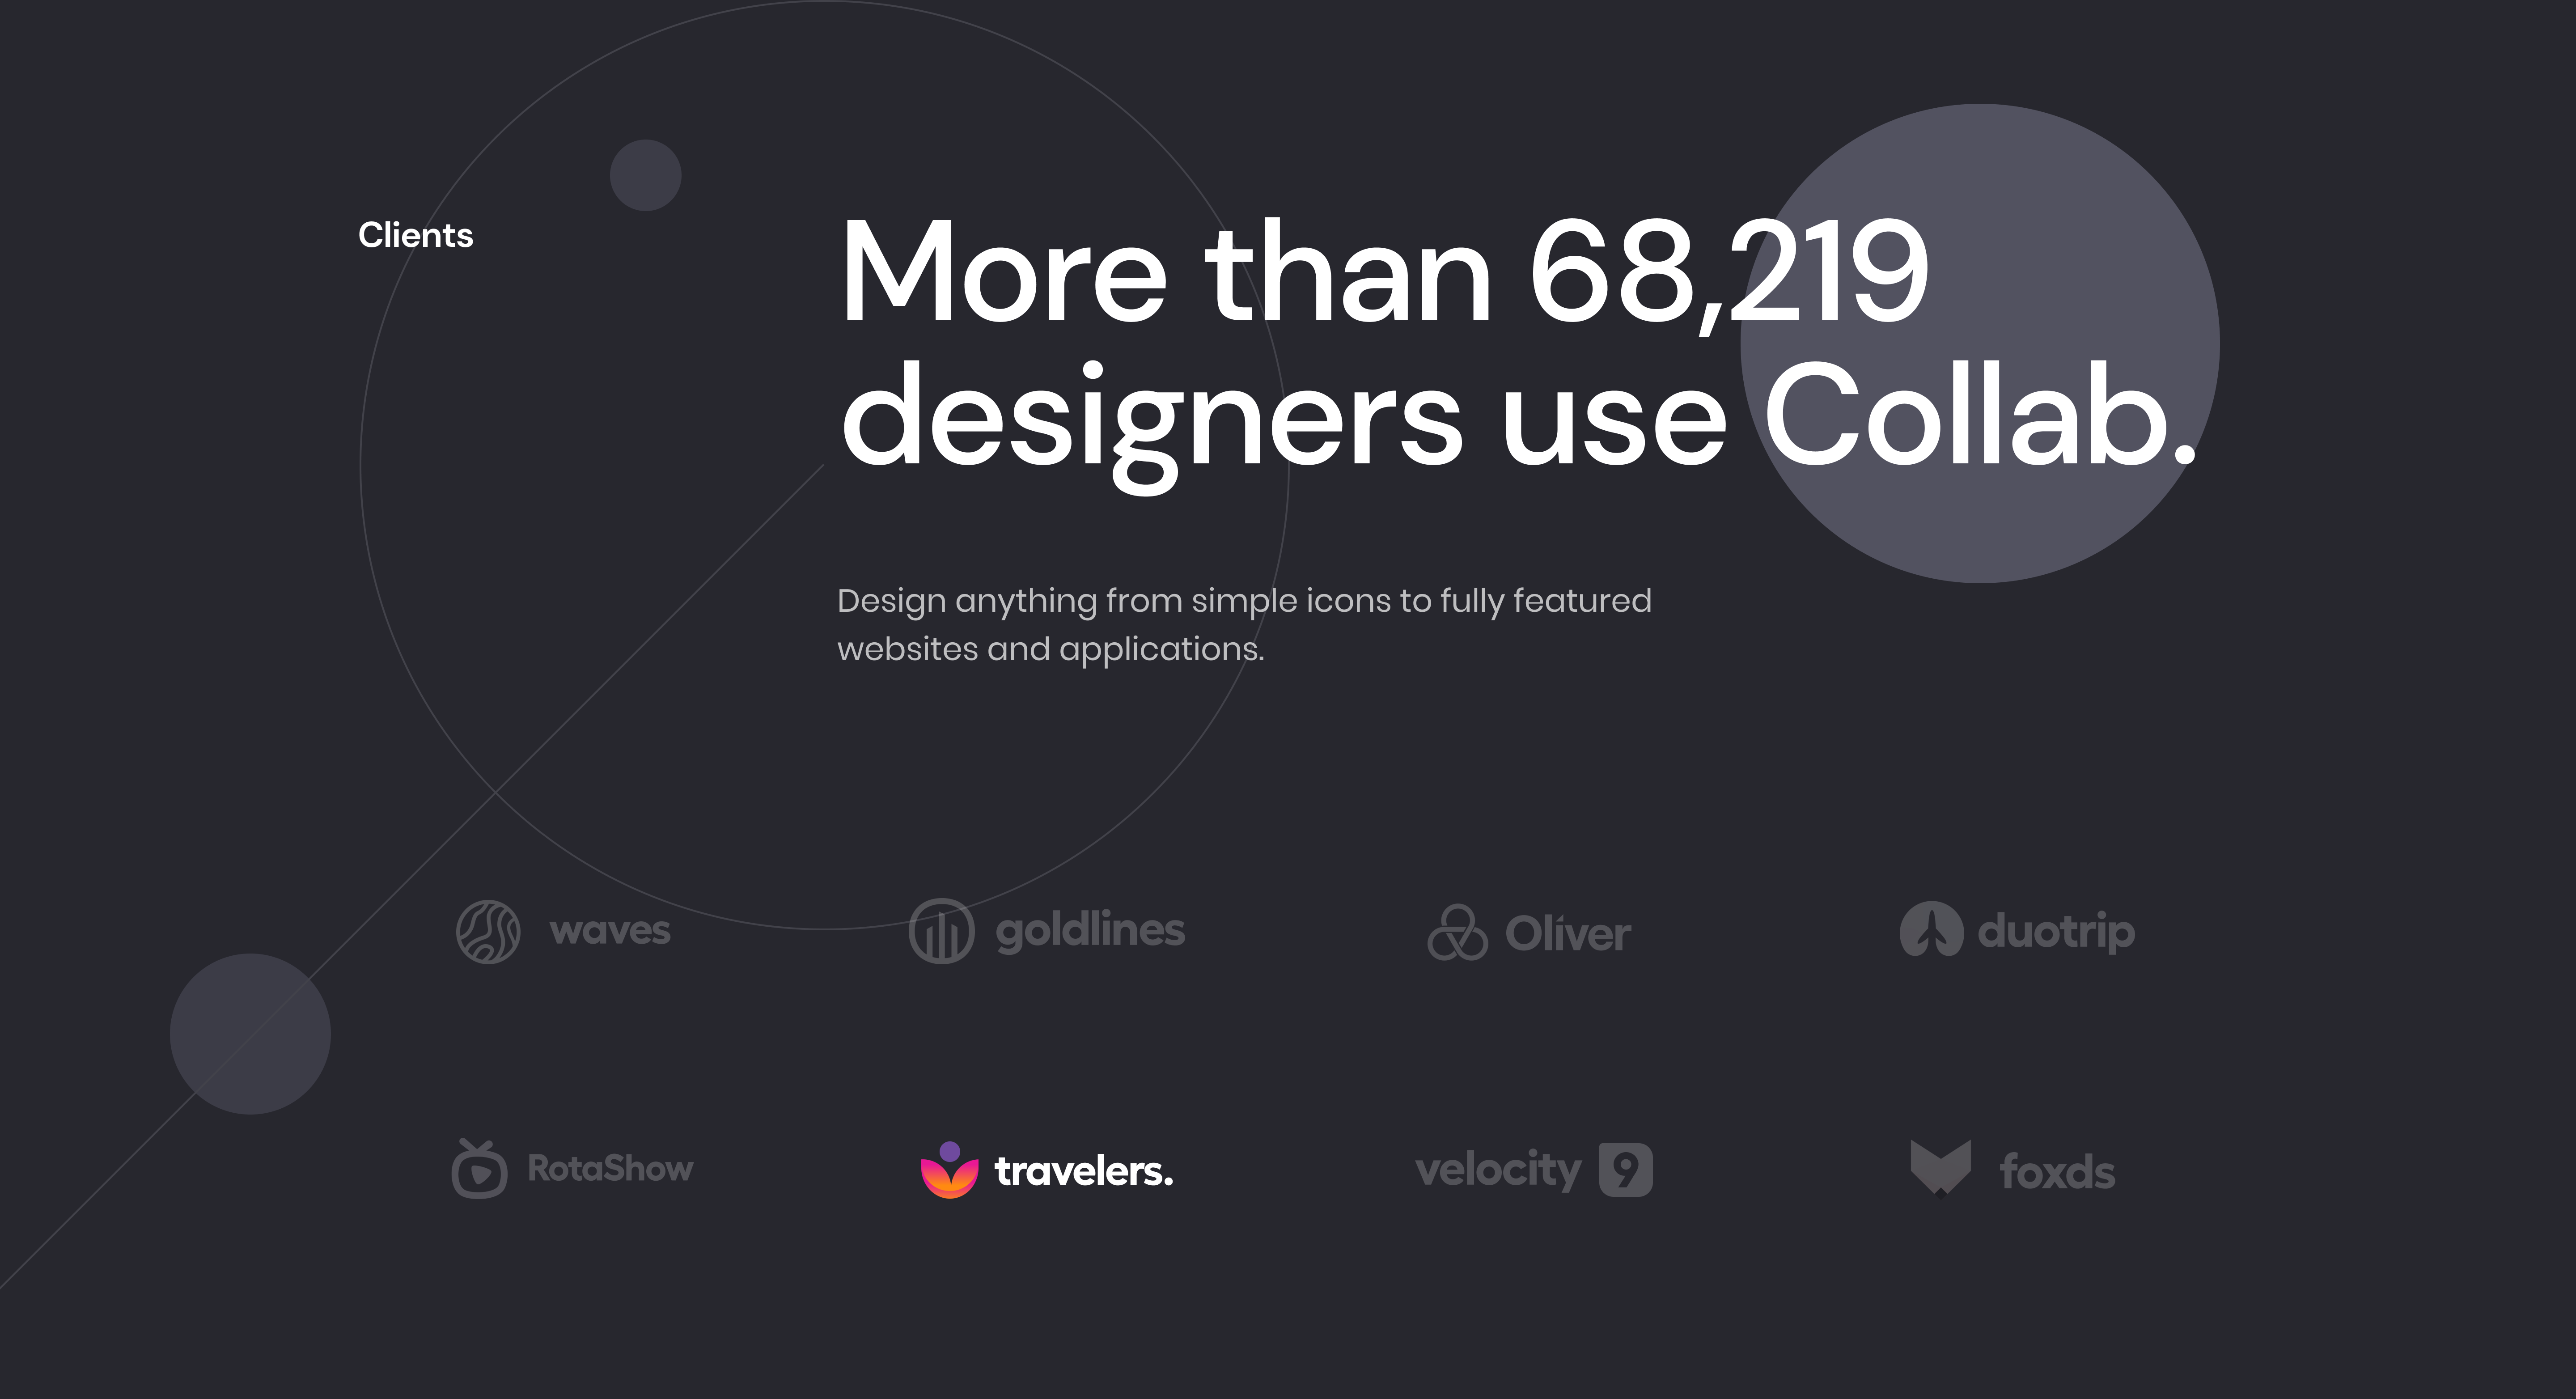 Clients
More than 68,219
designers use Collab.
Design anything from simple icons to fully featured
websites and applications.
waves
goldlines
Oliver
duotrip
RotaShow
travelers.
velocity 9
foxds